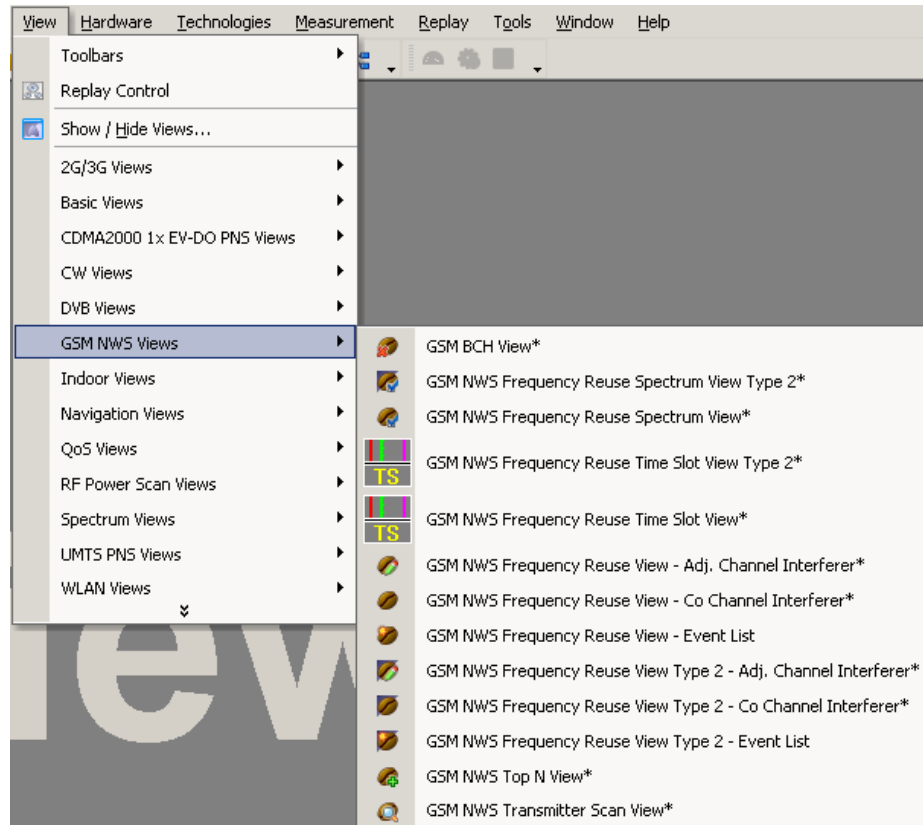 View Hardware Technologies Measurement Replay Tools Window Help
Toolbars
Replay Control
Show / Hide Views...
2G/3G Views
Basic Views
CDMA2000 1x EV-DO PNS Views
CW Views
DVB Views
GSM NWS Views
Indoor Views
Navigation Views
QoS Views
RF Power Scan Views
Spectrum Views
UMTS PNS Views
WLAN Views
GSM BCH View*
GSM NWS Frequency Reuse Spectrum View Type 2*
GSM NWS Frequency Reuse Spectrum View*
TS GSM NWS Frequency Reuse Time Slot View Type 2*
TS GSM NWS Frequency Reuse Time Slot View*
GSM NWS Frequency Reuse View - Adj. Channel Interferer*
GSM NWS Frequency Reuse View - Co Channel Interferer*
GSM NWS Frequency Reuse View - Event List
GSM NWS Frequency Reuse View Type 2 - Adj. Channel Interferer*
GSM NWS Frequency Reuse View Type 2 - Co Channel Interferer*
GSM NWS Frequency Reuse View Type 2 - Event List
GSM NWS Top N View*
GSM NWS Transmitter Scan View*